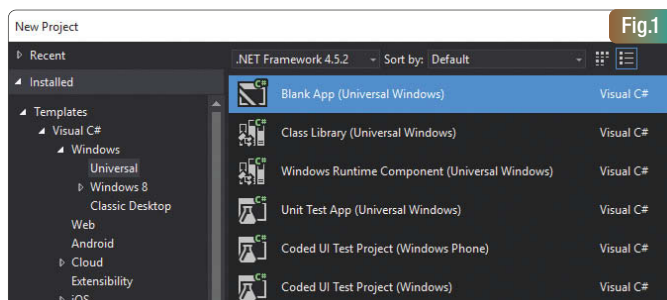 New Project
Fig.1
Recent
.NET Framework 4.5.2
Sort by: Default
Installed
Templates
Visual C#
Windows
Universal
Windows 8
Classic Desktop
Web
Android
Cloud
Extensibility
iOS
C# Blank App (Universal Windows) Visual C#
C# Class Library (Universal Windows) Visual C#
C# Windows Runtime Component (Universal Windows) Visual C#
C# Unit Test App (Universal Windows) Visual C#
C# Coded UI Test Project (Windows Phone) Visual C#
C# Coded UI Test Project (Windows) Visual C#